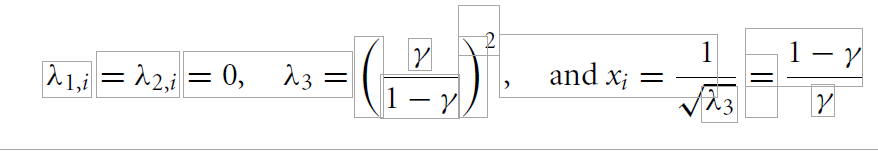 λ₁,ᵢ = λ₂,ᵢ = 0, λ₃ = (γ / (1 − γ))², and xᵢ = 1 / √λ₃ = (1 − γ) / γ